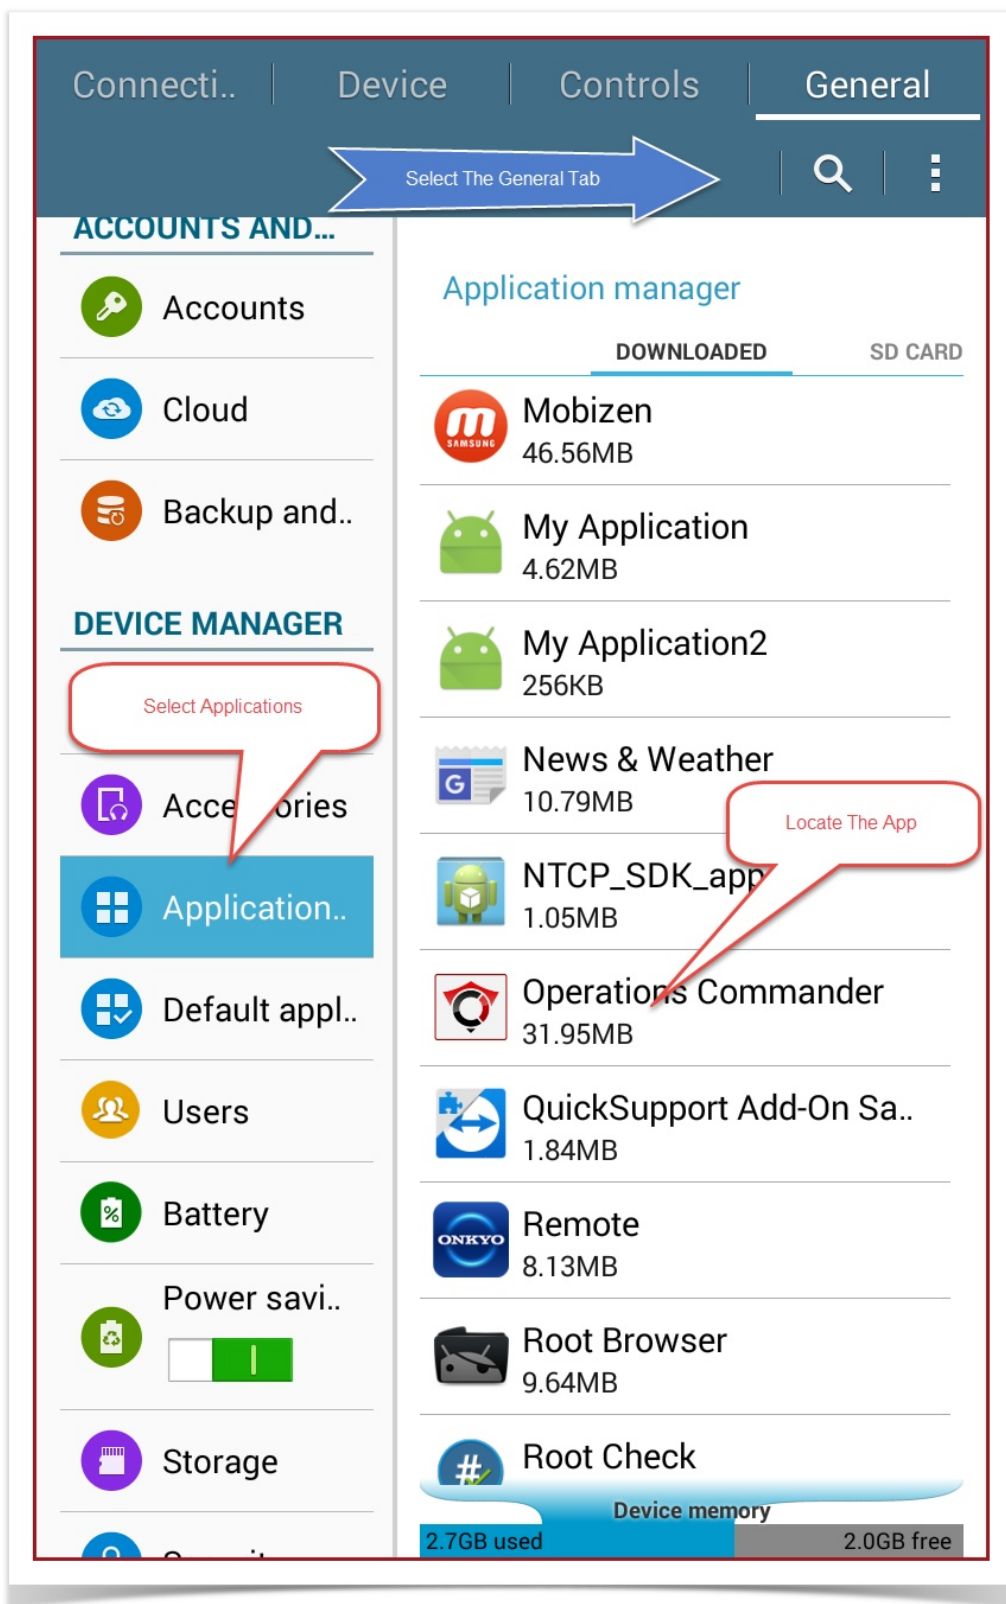 Connecti..
Device
Controls
General
Select The General Tab
ACCOUNTS AND...
Accounts
Cloud
Backup and..
DEVICE MANAGER
Select Applications
Application..
Default appl..
Users
Battery
%
Power savi..
Storage
Application manager
DOWNLOADED
SD CARD
SAMSUNG
Mobizen
46.56MB
My Application
4.62MB
My Application2
256KB
G
News & Weather
10.79MB
Locate The App
NTCP_SDK_app
1.05MB
Operations Commander
31.95MB
QuickSupport Add-On Sa..
1.84MB
ONKYO
Remote
8.13MB
Root Browser
9.64MB
#
Root Check
Device memory
2.7GB used
2.0GB free